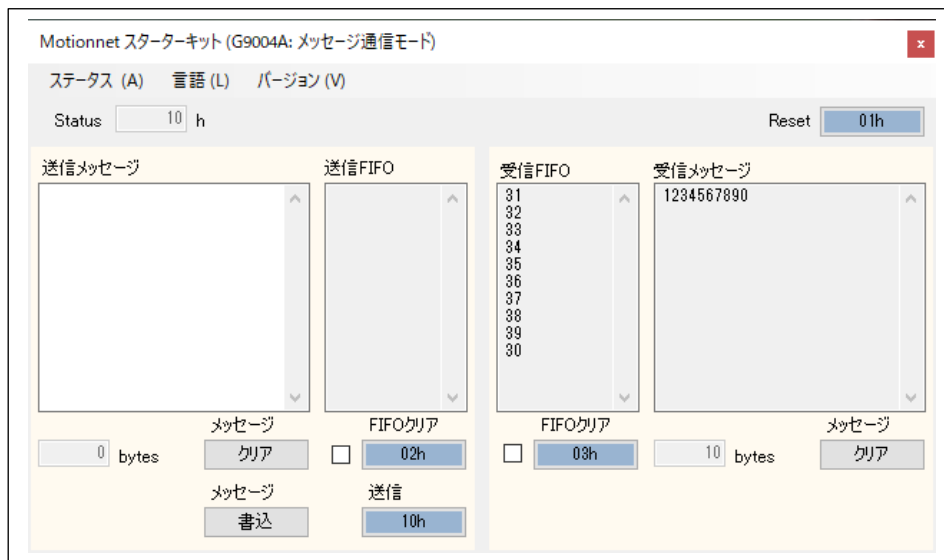 Motionnet スターターキット (G9004A: メッセージ通信モード)
x
ステータス (A) 言語 (L) バージョン (V)
Status 10 h Reset 01h
送信メッセージ 送信FIFO 受信FIFO 受信メッセージ
31 1234567890
32
33
34
35
36
37
38
39
30
メッセージ FIFOクリア FIFOクリア メッセージ
0 bytes クリア 02h 03h 10 bytes クリア
メッセージ 送信
書込 10h